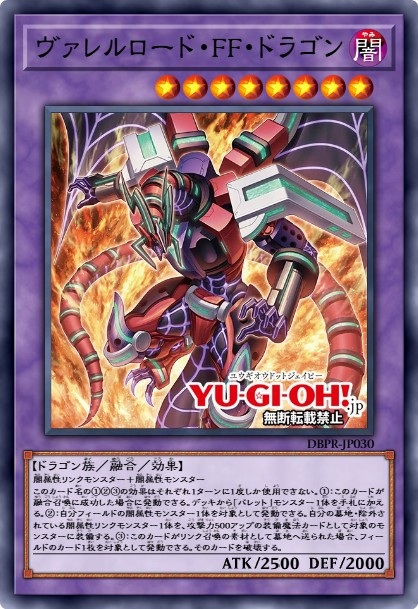 ヴァレルロード・FF・ドラゴン
やみ
闇
ユウギオウドットジェイピー
YU-GI-OH!.jp
無断転載禁止
DBPR-JP030
【ドラゴン族/融合/効果】
闇属性リンクモンスター+闇属性モンスター
このカード名の①②③の効果はそれぞれ1ターンに1度しか使用できない。①:このカードが
融合召喚に成功した場合に発動できる。デッキから「ヴァレット」モンスター1体を手札に加え
る。②:自分フィールドの闇属性モンスター1体を対象として発動できる。自分の墓地・除外さ
れている闇属性リンクモンスター1体を、攻撃力500アップの装備魔法カード扱いとして対象のモ
ンスターに装備する。③:このカードがリンク召喚の素材として墓地へ送られた場合、フィー
ルドのカード1枚を対象として発動できる。そのカードを破壊する。
ATK/2500 DEF/2000